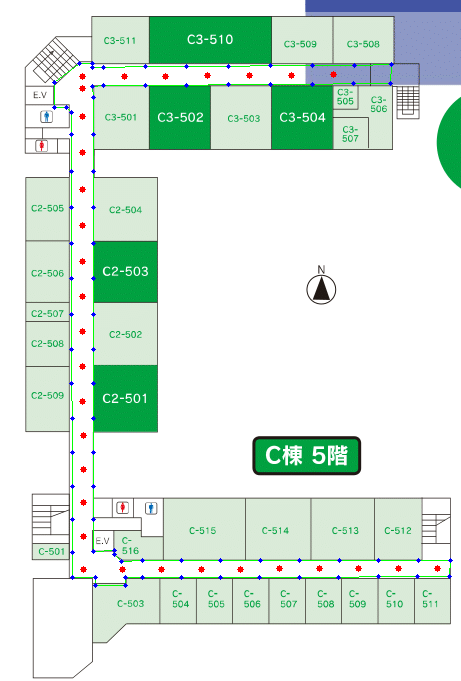 C3-511
C3-510
C3-509
C3-508
E.V
C3-501
C3-502
C3-503
C3-504
C3-
505
C3-
506
C3-
507
C2-505
C2-504
C2-506
C2-503
C2-507
C2-502
C2-508
C2-509
C2-501
N
C棟 5階
C-515
C-514
C-513
C-512
E.V
C-
516
C-501
C-503
C-
504
C-
505
C-
506
C-
507
C-
508
C-
509
C-
510
C-
511